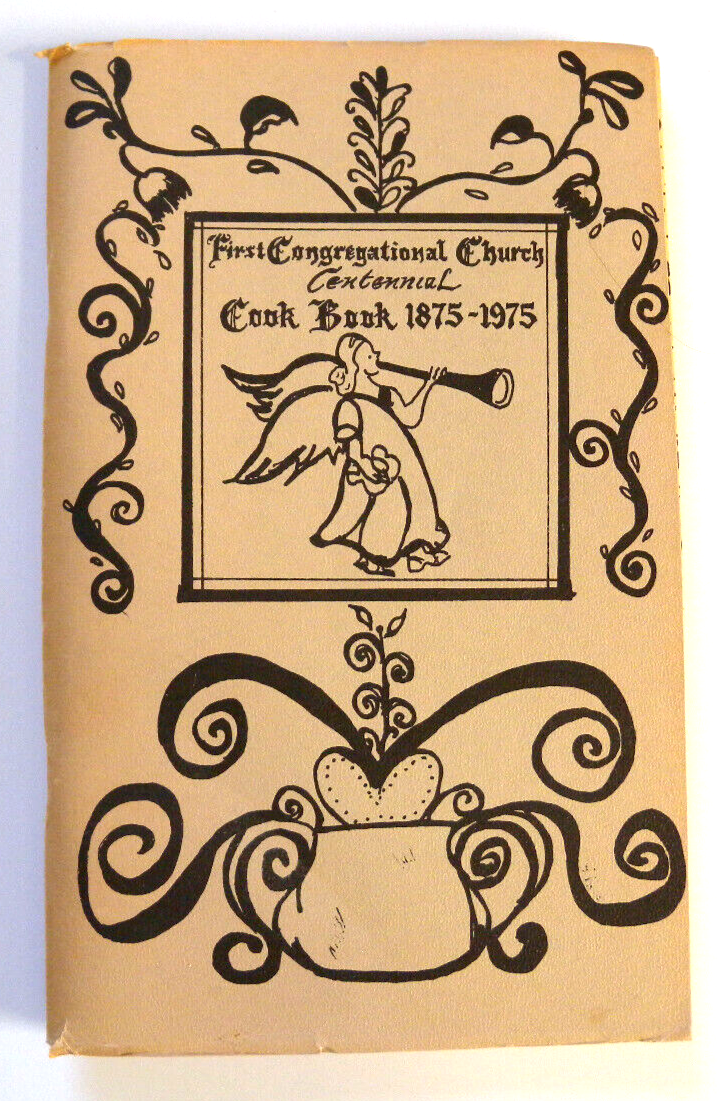 First Congregational Church
Centennial
Cook Book 1875-1975